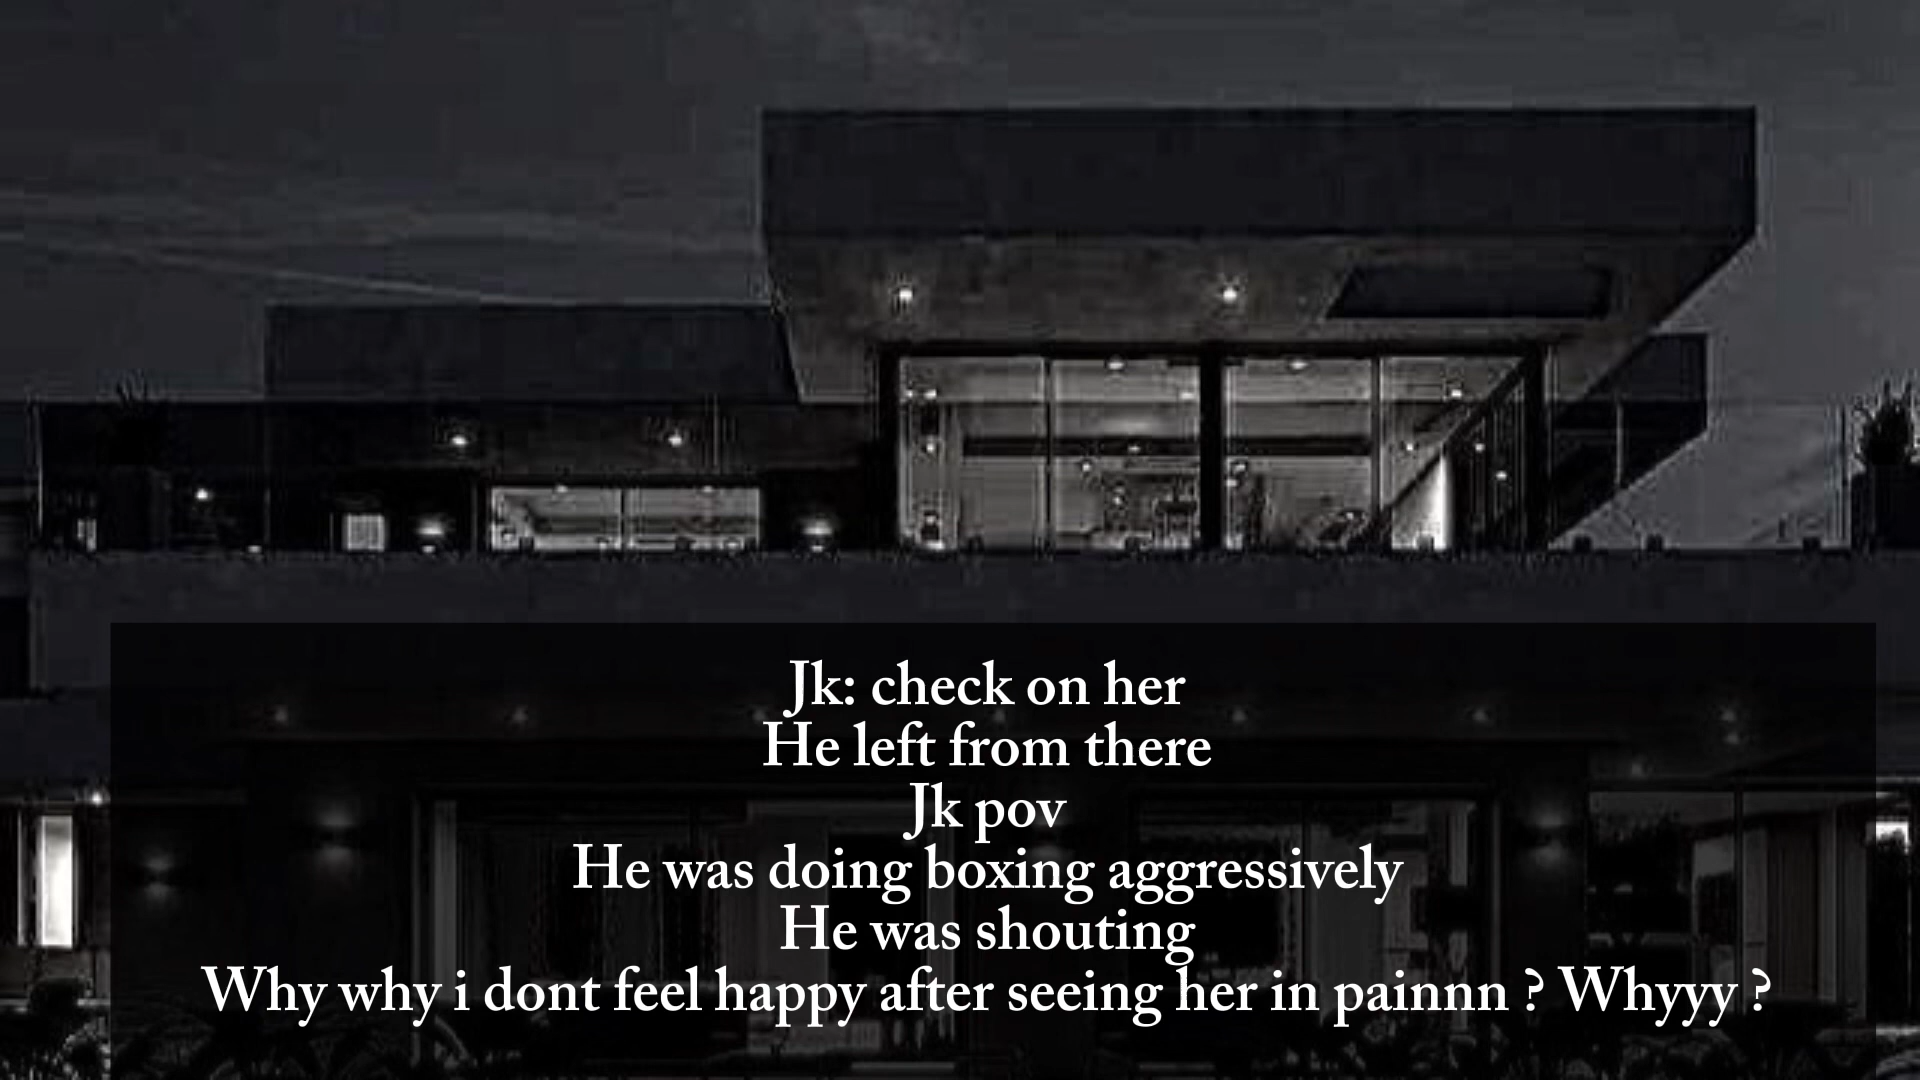 Jk: check on her
He left from there
Jk pov
He was doing boxing aggressively
He was shouting
Why why i dont feel happy after seeing her in painnn ? Whyyy ?